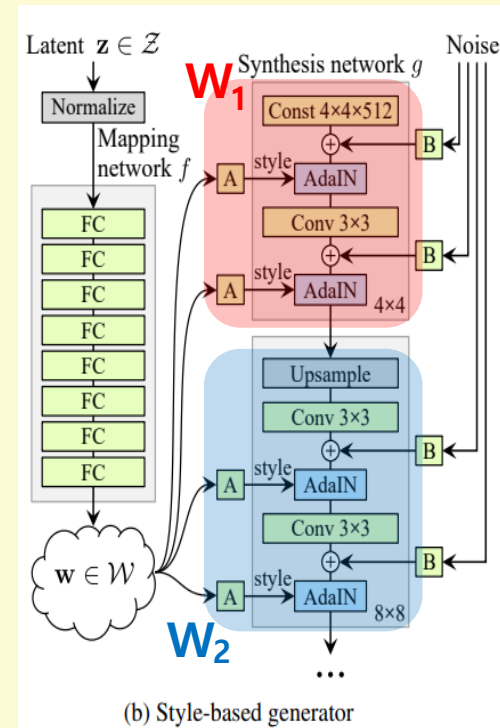 Latent z ∈ Z
Normalize
Mapping
network f
FC
FC
FC
FC
FC
FC
FC
FC
w ∈ W
W1
Synthesis network g
Noise
Const 4×4×512
+
B
A
style
AdaIN
Conv 3×3
+
B
A
style
AdaIN
4×4
Upsample
Conv 3×3
+
B
A
style
AdaIN
Conv 3×3
+
B
A
style
AdaIN
8×8
W2
...
(b) Style-based generator